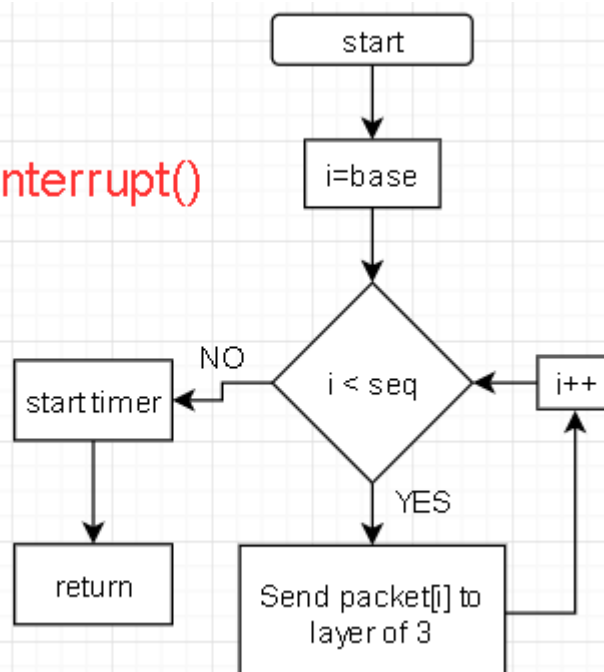 start
nterrupt()
i=base
NO
i < seq
i++
start timer
YES
return
Send packet[i] to
layer of 3